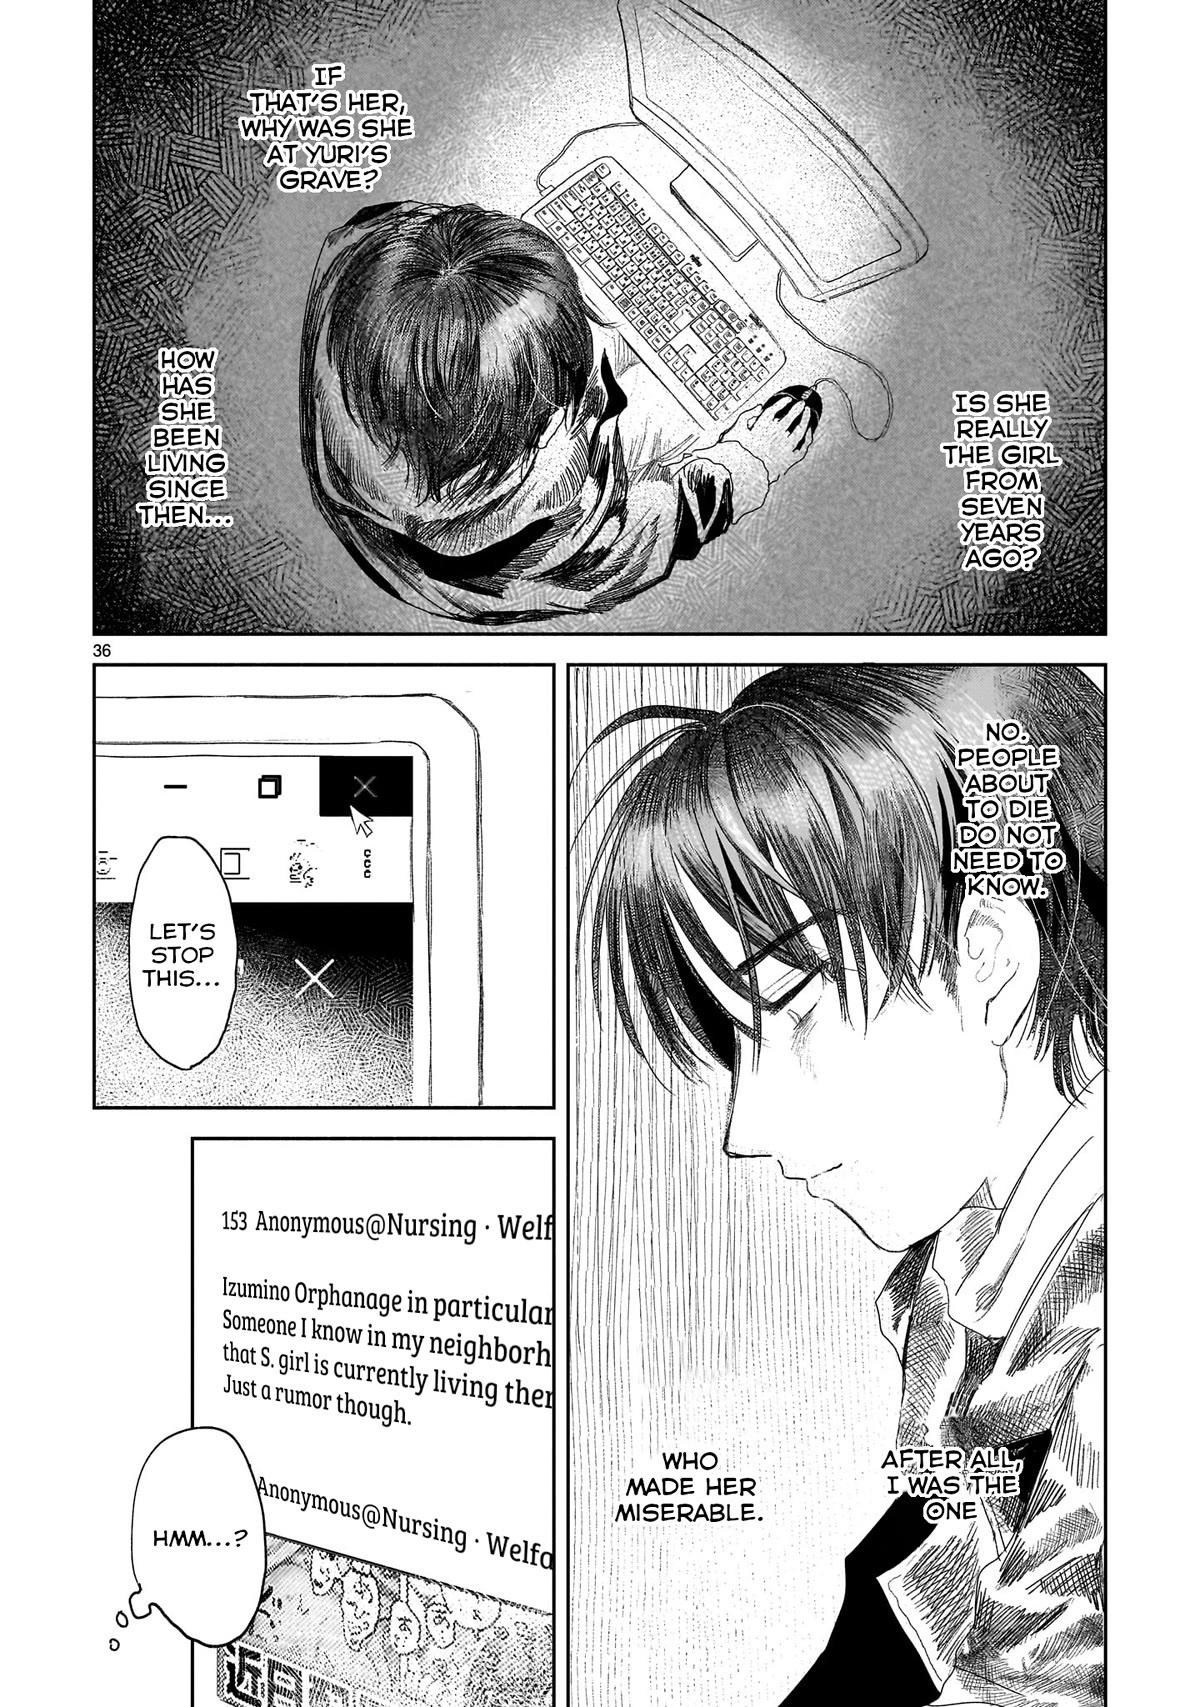 IS SHE
REALLY
THE GIRL
FROM
SEVEN
YEARS
AGO?
IF
THAT'S HER,
WHY WAS SHE
AT YURI'S
GRAVE?
HOW
HAS
SHE
BEEN
LIVING
SINCE
THEN...
36
NO.
PEOPLE
ABOUT
TO DIE
DO NOT
NEED TO
KNOW.
AFTER ALL,
I WAS THE
ONE
WHO
MADE HER
MISERABLE.
LET'S
STOP
THIS...
153 Anonymous@Nursing · Welf
Izumino Orphanage in particular
Someone I know in my neighborh
that S. girl is currently living ther
Just a rumor though.
Anonymous@Nursing · Welfa
HMM...?
近日